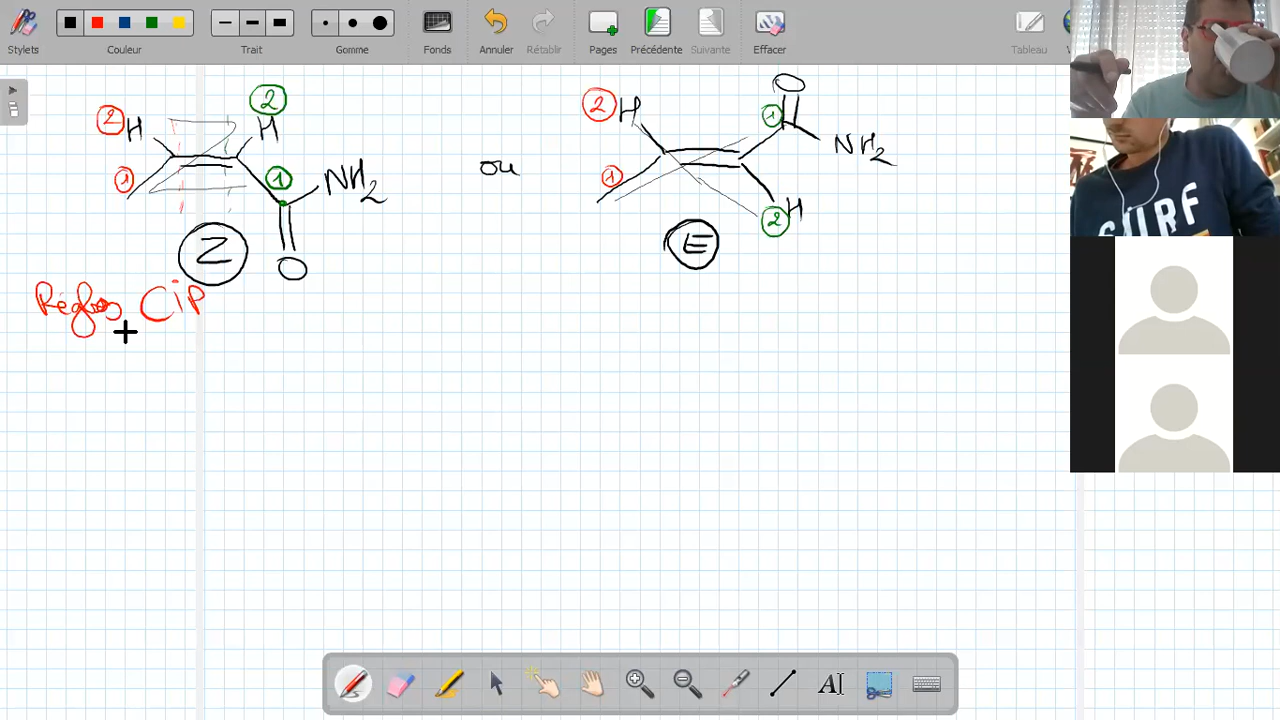 Stylets Couleur Trait Gomme Fonds Annuler Rétablir Pages Précédente Suivante Effacer Tableau
2 H 2 H
1 1 NH2
O
Z
ou
2 H O
1 1 NH2
2 H
E
Règles CiP
SURF
AI